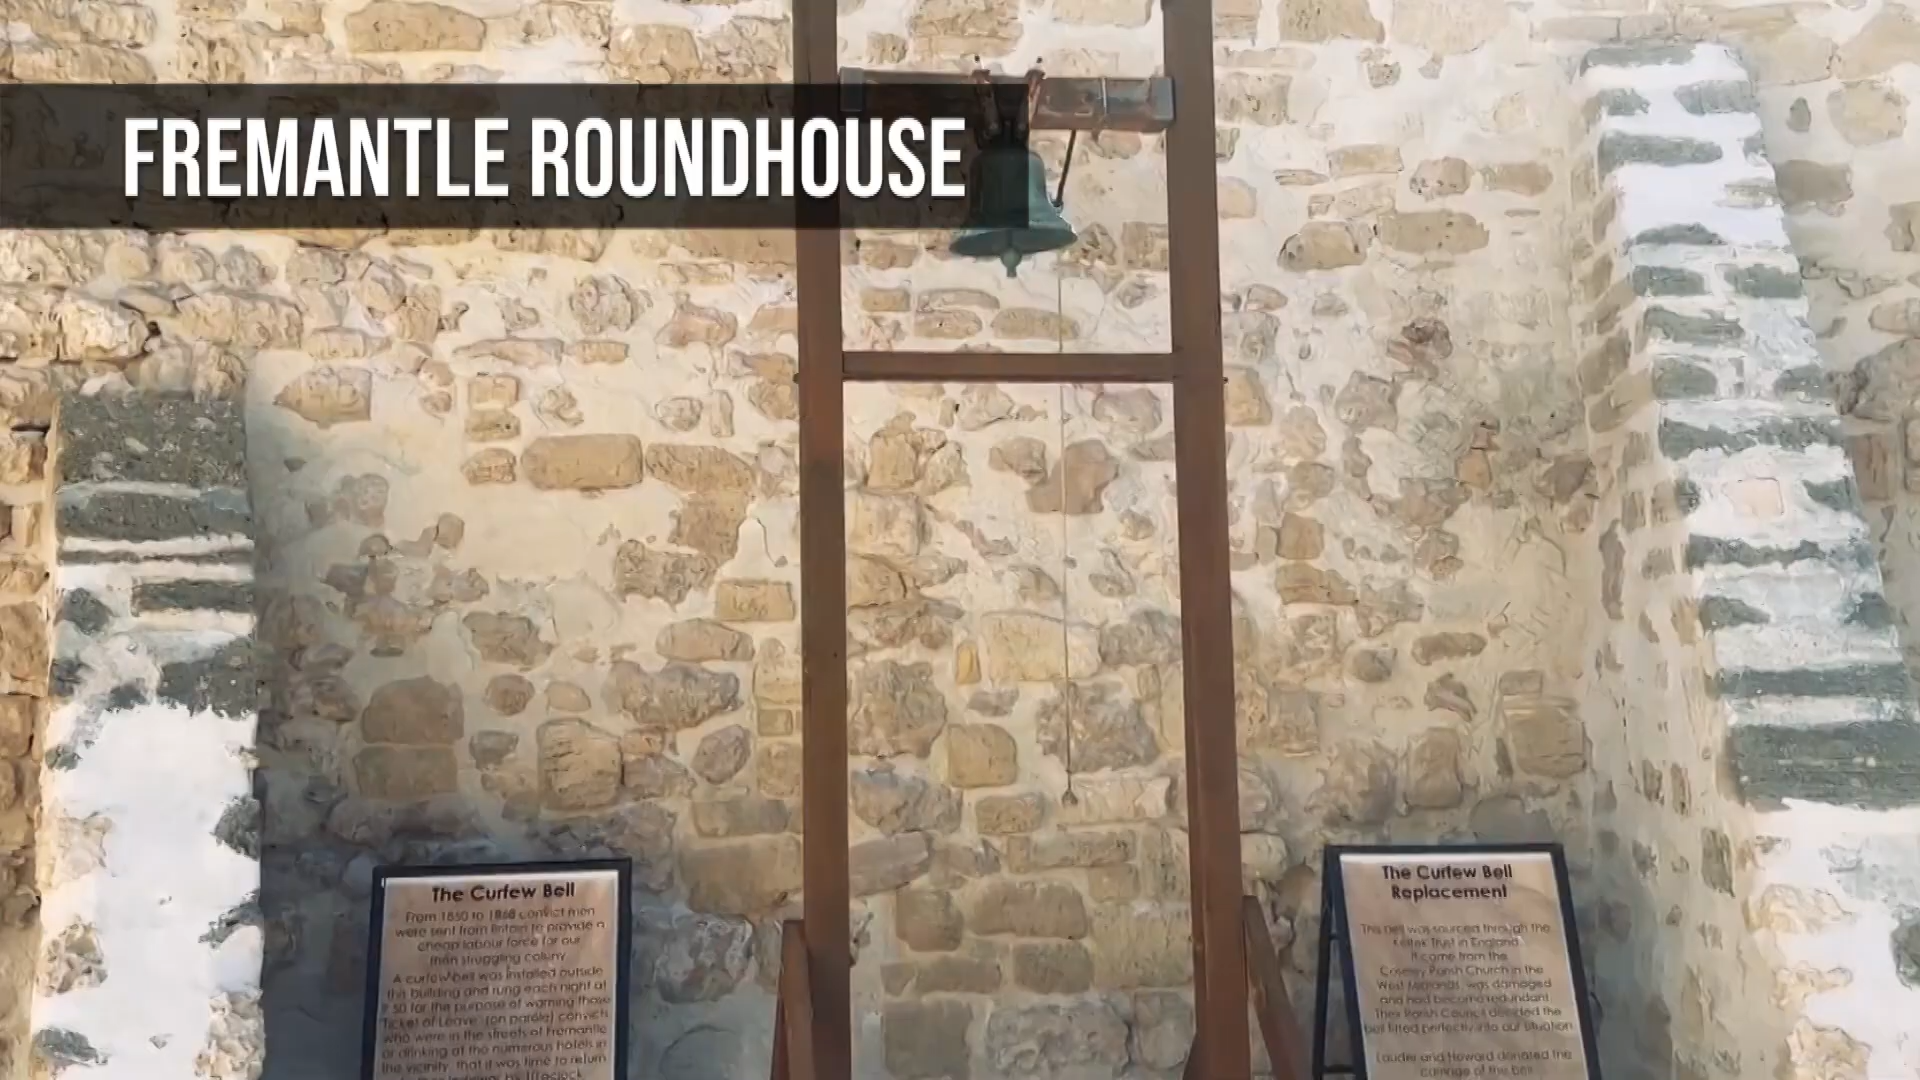 FREMANTLE ROUNDHOUSE
The Curfew Bell
From 1850 to 1868 convict men
were sent from Britain to provide a
cheap labour force for our
then struggling colony
A curfew bell was installed outside
this building and rung each night at
9 50 for the purpose of warning those
'Ticket of Leave' (on parole) convicts
who were in the streets of Fremantle
or drinking at the numerous hotels in
the vicinity, that it was time to return
The Curfew Bell
Replacement
This bell was sourced through the
Trust in England.
It came from the
Coseley Parish Church in the
West Midlands, was damaged
and had become redundant
Their Parish Council decided the
bell fitted perfectly into our situation
Lauder and Howard donated the
carriage of the bell